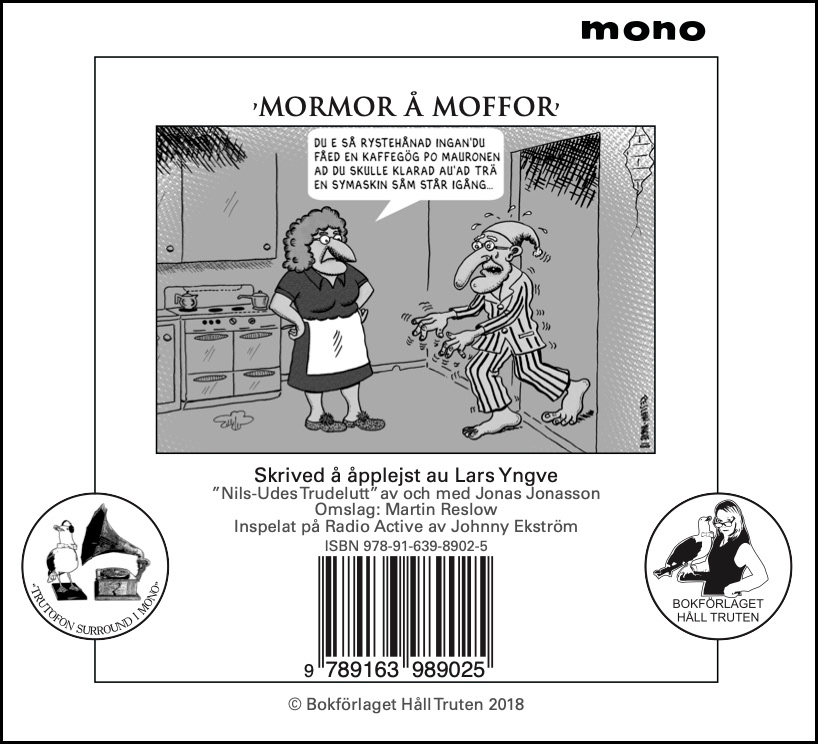 mono
’MORMOR Å MOFFOR’
DU E SÅ RYSTEHÅNAD INGAN'DU
FÅED EN KAFFEGÖG PO MAURONEN
AD DU SKULLE KLARAD AU'AD TRÄ
EN SYMASKIN SÅM STÅR IGÅNG...
Skrived å åpplejst au Lars Yngve
”Nils-Udes Trudelutt” av och med Jonas Jonasson
Omslag: Martin Reslow
Inspelat på Radio Active av Johnny Ekström
ISBN 978-91-639-8902-5
9 789163 989025
"TRUTOFON SURROUND I MONO"
BOKFÖRLAGET
HÅLL TRUTEN
© Bokförlaget Håll Truten 2018